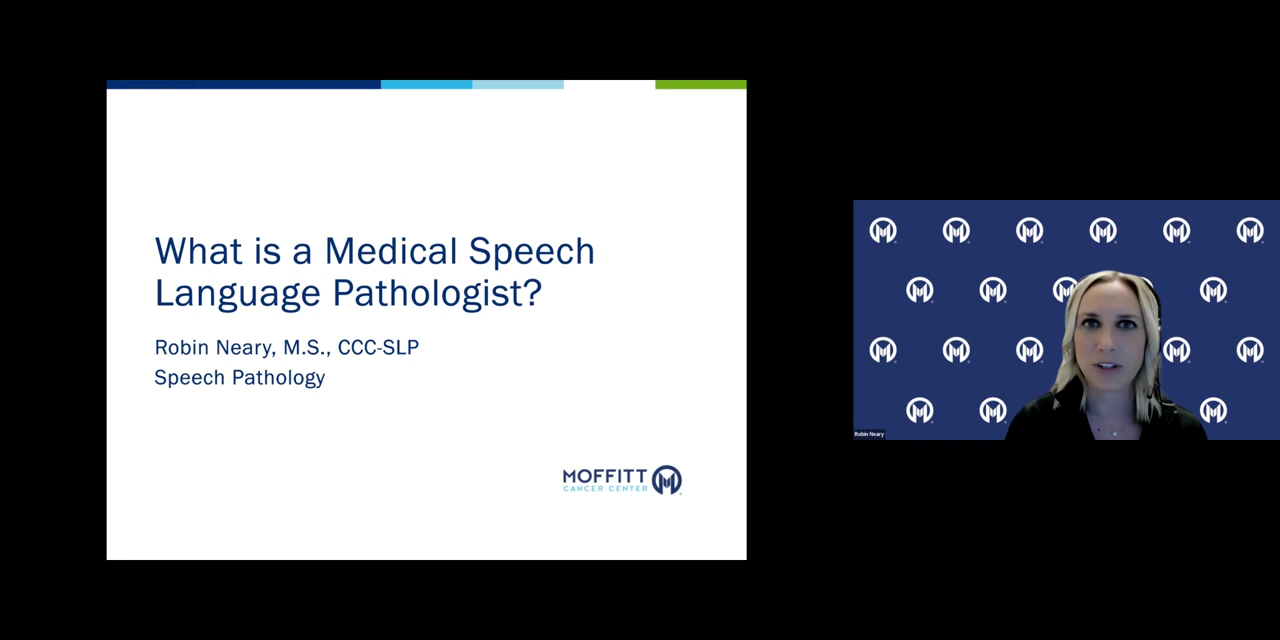 What is a Medical Speech
Language Pathologist?
Robin Neary, M.S., CCC-SLP
Speech Pathology
MOFFITT
CANCER CENTER
Robin Neary